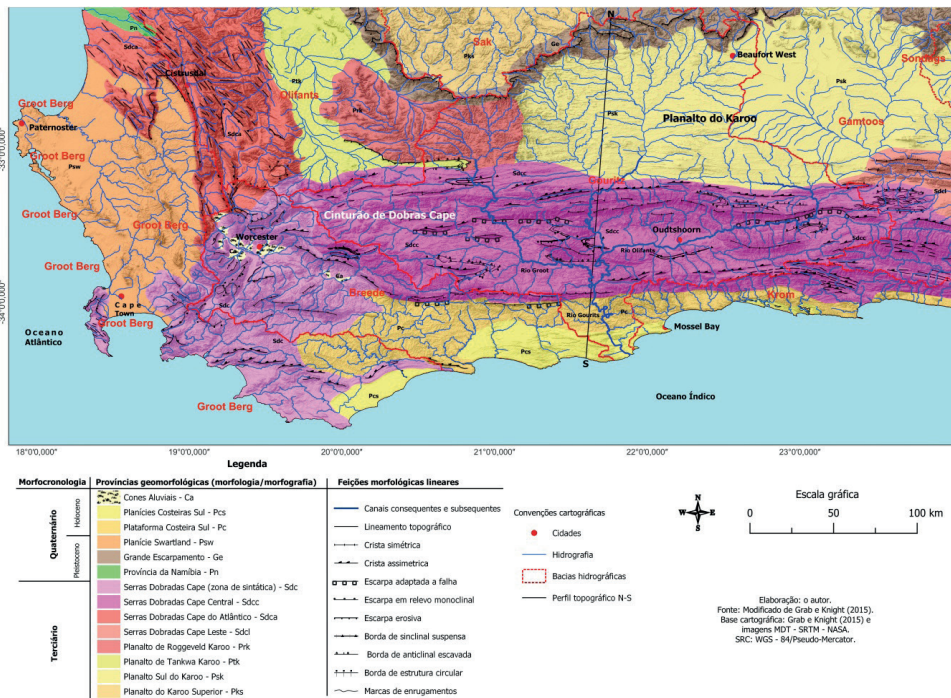 N
Pn
Sdca
Citrusdal
Ptk
Olifants
Sak
Pks
Ge
Beaufort West
Sondags
Groot Berg
Paternoster
Sdca
Prk
Psk
Psk
Planalto do Karoo
Gamtoos
Groot Berg
Psw
Sdcc
Gourits
Sdcl
Groot Berg
Groot Berg
Cinturão de Dobras Cape
Worcester
Sdcc
Sdcc
Oudtshoorn
Sdcc
Rio Olifants
Groot Berg
Rio Groot
Ca
Breede
Krom
Sdc
Cape
Town
Groot Berg
Rio Gourits
Pc
Pc
Mossel Bay
Oceano
Atlântico
Sdc
Pcs
S
Pcs
Groot Berg
Oceano Índico
-33°0'0,000"
-34°0'0,000"
18°0'0,000"
19°0'0,000"
20°0'0,000"
21°0'0,000"
22°0'0,000"
23°0'0,000"
Legenda
Morfocronologia
Províncias geomorfológicas (morfologia/morfografia)
Feições morfológicas lineares
Quaternário
Holoceno
Pleistoceno
Terciário
Cones Aluviais - Ca
Planícies Costeiras Sul - Pcs
Plataforma Costeira Sul - Pc
Planície Swartland - Psw
Grande Escarpamento - Ge
Província da Namíbia - Pn
Serras Dobradas Cape (zona de sintática) - Sdc
Serras Dobradas Cape Central - Sdcc
Serras Dobradas Cape do Atlântico - Sdca
Serras Dobradas Cape Leste - Sdcl
Planalto de Roggeveld Karoo - Prk
Planalto de Tankwa Karoo - Ptk
Planalto Sul do Karoo - Psk
Planalto do Karoo Superior - Pks
Canais consequentes e subsequentes
Lineamento topográfico
Crista simétrica
Crista assimetrica
Escarpa adaptada a falha
Escarpa em relevo monoclinal
Escarpa erosiva
Borda de sinclinal suspensa
Borda de anticlinal escavada
Borda de estrutura circular
Marcas de enrugamentos
Convenções cartográficas
Cidades
Hidrografia
Bacias hidrográficas
Perfil topográfico N-S
N
W
E
S
Escala gráfica
0
50
100 km
Elaboração: o autor.
Fonte: Modificado de Grab e Knight (2015).
Base cartográfica: Grab e Knight (2015) e
imagens MDT - SRTM - NASA.
SRC: WGS - 84/Pseudo-Mercator.